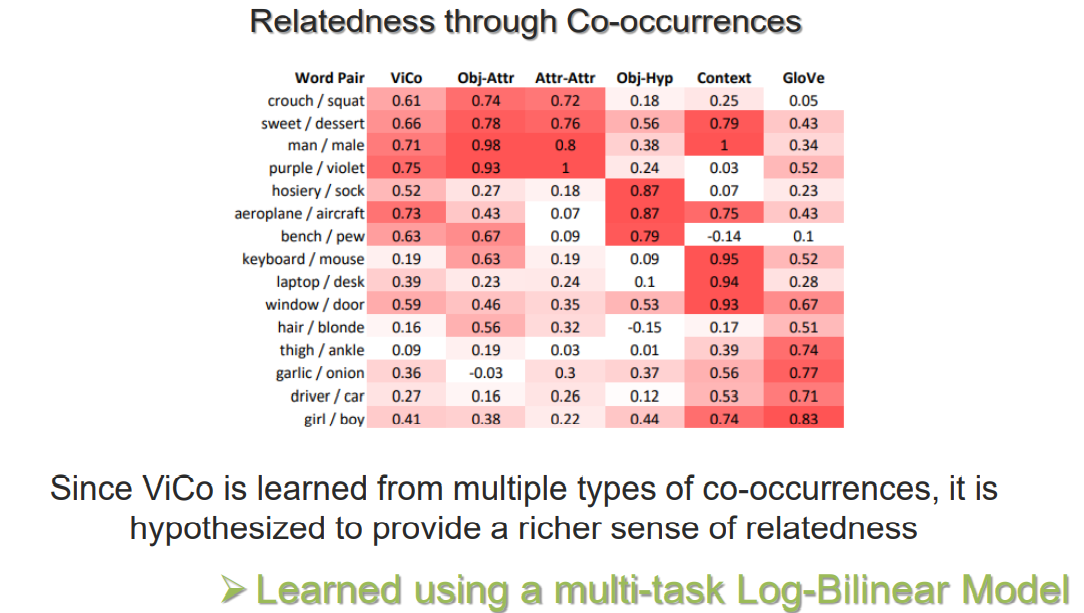 Relatedness through Co-occurrences
Word Pair ViCo Obj-Attr Attr-Attr Obj-Hyp Context GloVe
crouch / squat 0.61 0.74 0.72 0.18 0.25 0.05
sweet / dessert 0.66 0.78 0.76 0.56 0.79 0.43
man / male 0.71 0.98 0.8 0.38 1 0.34
purple / violet 0.75 0.93 1 0.24 0.03 0.52
hosiery / sock 0.52 0.27 0.18 0.87 0.07 0.23
aeroplane / aircraft 0.73 0.43 0.07 0.87 0.75 0.43
bench / pew 0.63 0.67 0.09 0.79 -0.14 0.1
keyboard / mouse 0.19 0.63 0.19 0.09 0.95 0.52
laptop / desk 0.39 0.23 0.24 0.1 0.94 0.28
window / door 0.59 0.46 0.35 0.53 0.93 0.67
hair / blonde 0.16 0.56 0.32 -0.15 0.17 0.51
thigh / ankle 0.09 0.19 0.03 0.01 0.39 0.74
garlic / onion 0.36 -0.03 0.3 0.37 0.56 0.77
driver / car 0.27 0.16 0.26 0.12 0.53 0.71
girl / boy 0.41 0.38 0.22 0.44 0.74 0.83
Since ViCo is learned from multiple types of co-occurrences, it is
hypothesized to provide a richer sense of relatedness
➢ Learned using a multi-task Log-Bilinear Model